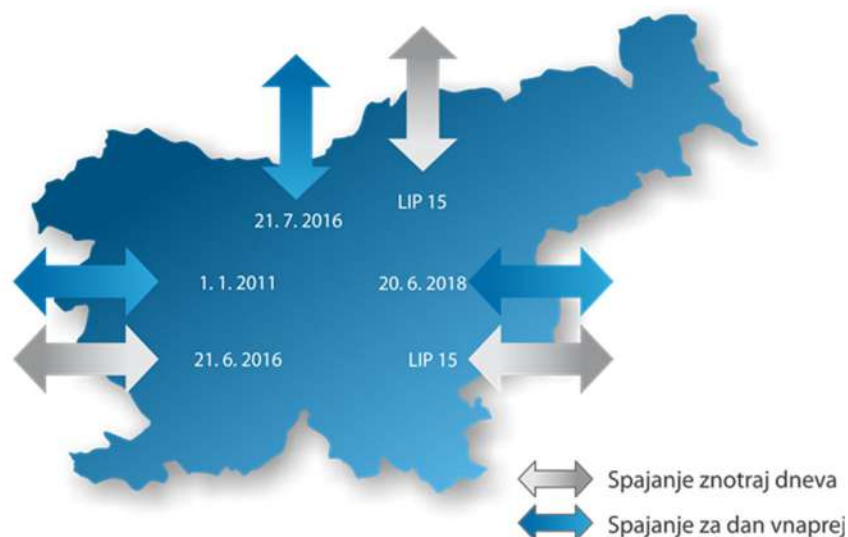 LIP 15
21. 7. 2016
1. 1. 2011
20. 6. 2018
21. 6. 2016
LIP 15
Spajanje znotraj dneva
Spajanje za dan vnaprej